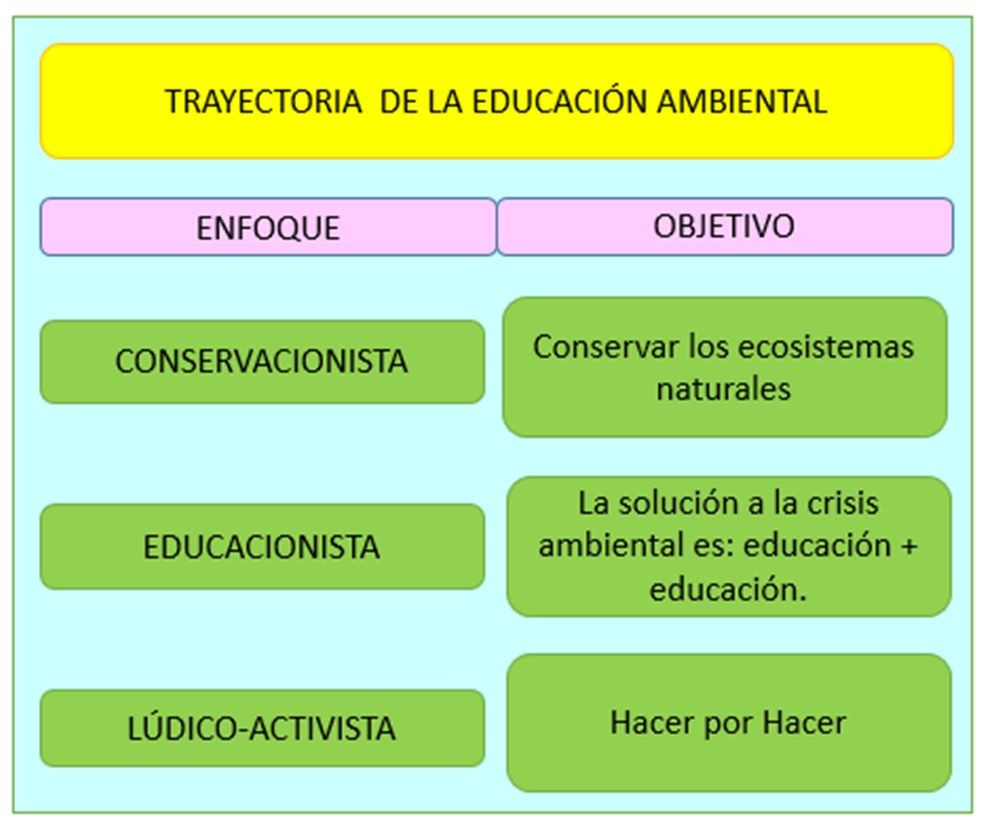 TRAYECTORIA  DE LA EDUCACIÓN AMBIENTAL
ENFOQUE
OBJETIVO
CONSERVACIONISTA
Conservar los ecosistemas
naturales
EDUCACIONISTA
La solución a la crisis
ambiental es: educación +
educación.
LÚDICO-ACTIVISTA
Hacer por Hacer